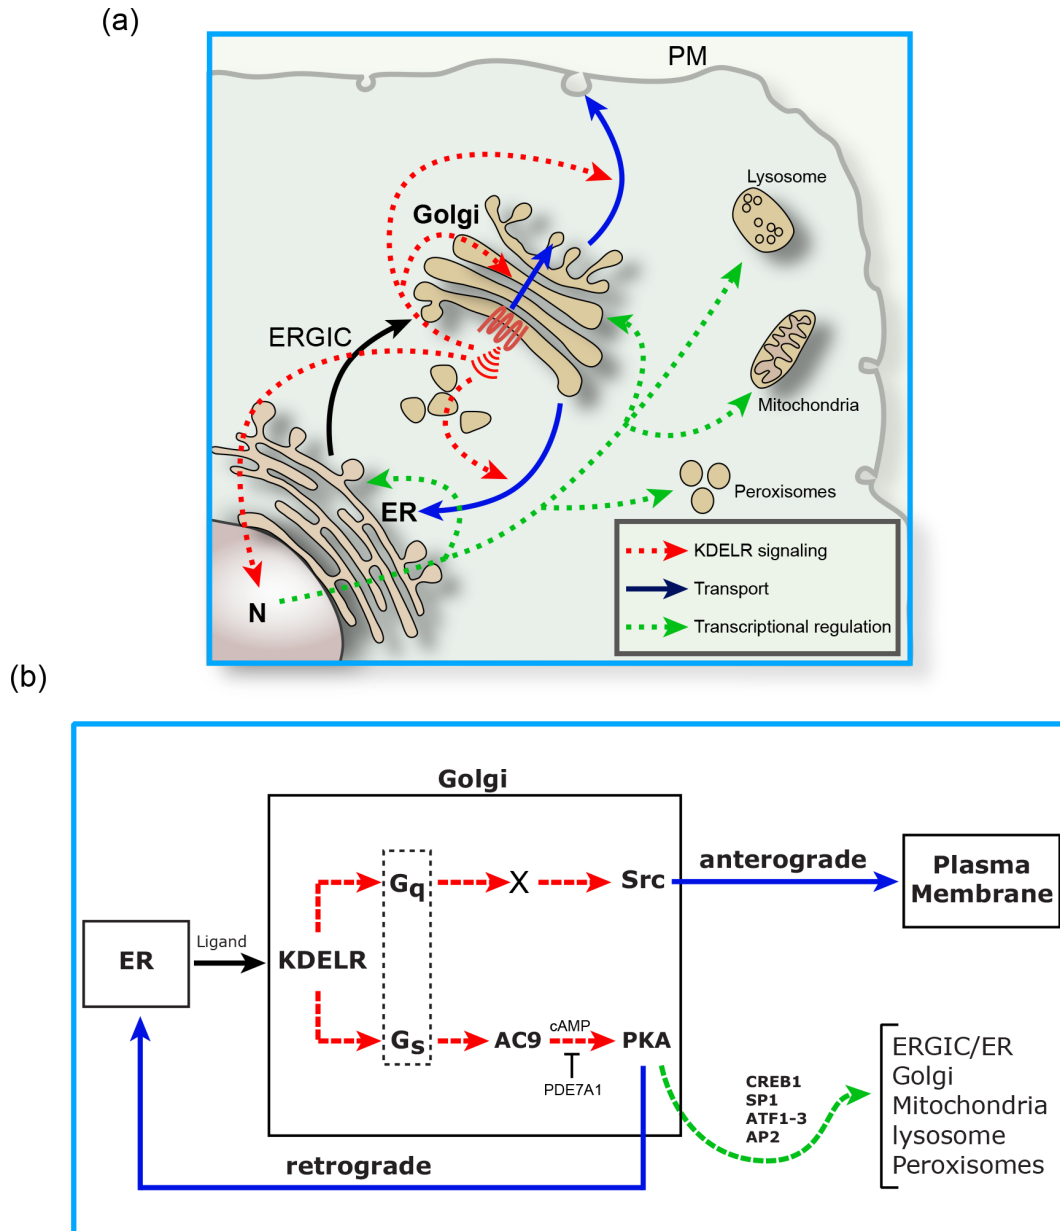 (a)
PM
Lysosome
Golgi
ERGIC
Mitochondria
Peroxisomes
ER
N
KDELR signaling
Transport
Transcriptional regulation
(b)
Golgi
Gq
X
Src
anterograde
Plasma
Membrane
ER
Ligand
KDELR
Gs
AC9
cAMP
PKA
PDE7A1
CREB1
SP1
ATF1-3
AP2
ERGIC/ER
Golgi
Mitochondria
lysosome
Peroxisomes
retrograde